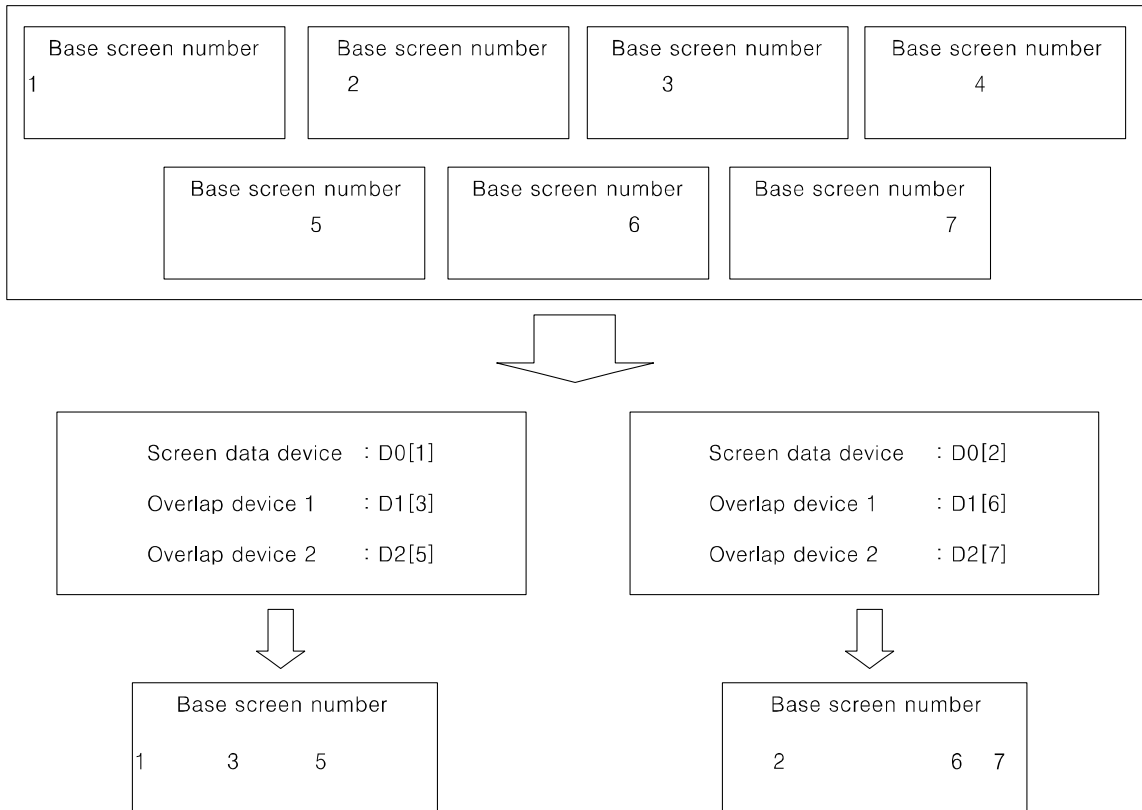 Base screen number
1
Base screen number
2
Base screen number
3
Base screen number
4
Base screen number
5
Base screen number
6
Base screen number
7
Screen data device : D0[1]
Overlap device 1 : D1[3]
Overlap device 2 : D2[5]
Screen data device : D0[2]
Overlap device 1 : D1[6]
Overlap device 2 : D2[7]
Base screen number
1 3 5
Base screen number
2 6 7